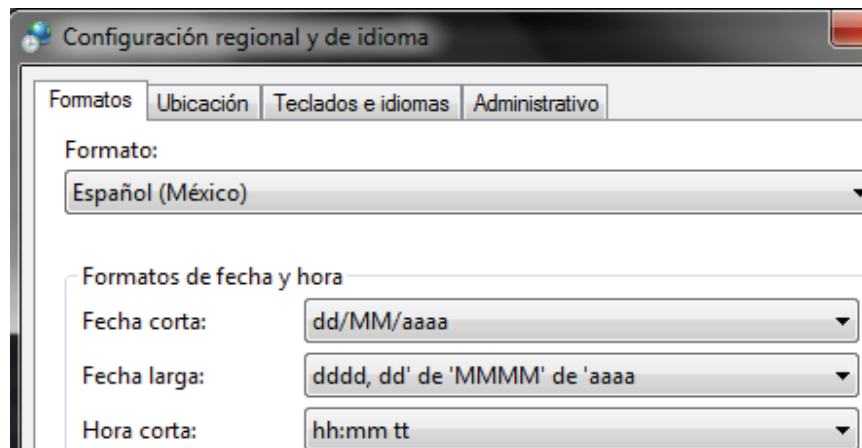 Configuración regional y de idioma
Formatos Ubicación Teclados e idiomas Administrativo
Formato:
Español (México)
Formatos de fecha y hora
Fecha corta: dd/MM/aaaa
Fecha larga: dddd, dd' de 'MMMM' de 'aaaa
Hora corta: hh:mm tt